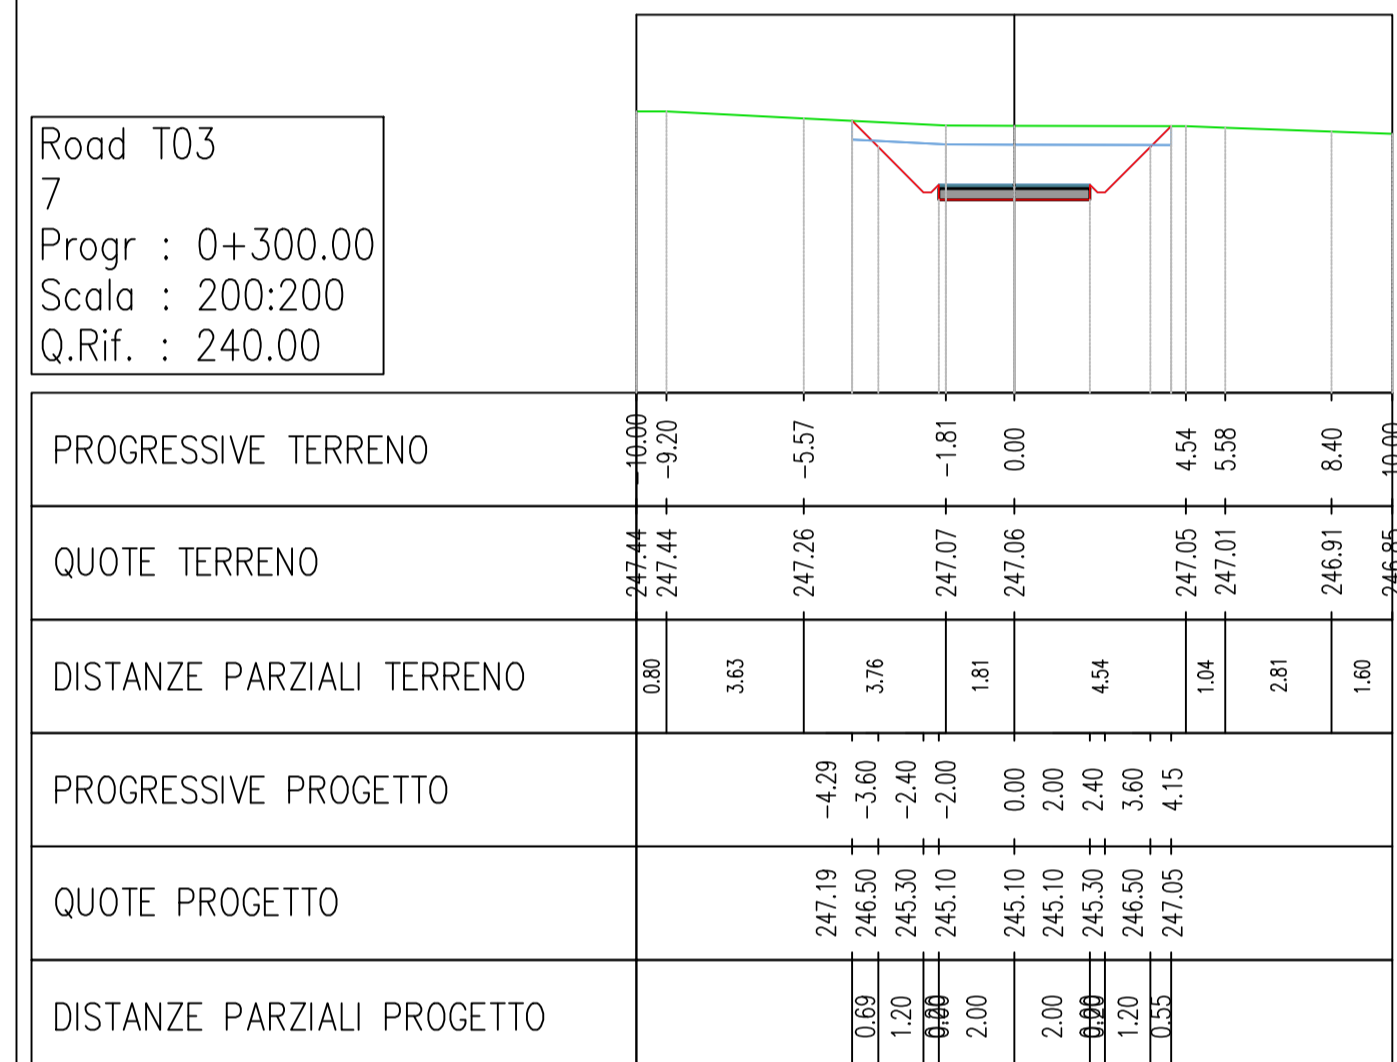 Road T03
7
Progr : 0+300.00
Scala : 200:200
Q.Rif. : 240.00
PROGRESSIVE TERRENO -10.00 -9.20 -5.57 -1.81 0.00 4.54 5.58 8.40 10.00
QUOTE TERRENO 247.44 247.44 247.26 247.07 247.06 247.05 247.01 246.91 246.85
DISTANZE PARZIALI TERRENO 0.80 3.63 3.76 1.81 4.54 1.04 2.81 1.60
PROGRESSIVE PROGETTO -4.29 -3.60 -2.40 -2.00 0.00 2.00 2.40 3.60 4.15
QUOTE PROGETTO 247.19 246.50 245.30 245.10 245.10 245.10 245.30 246.50 247.05
DISTANZE PARZIALI PROGETTO 0.69 1.20 2.00 2.00 1.20 0.55